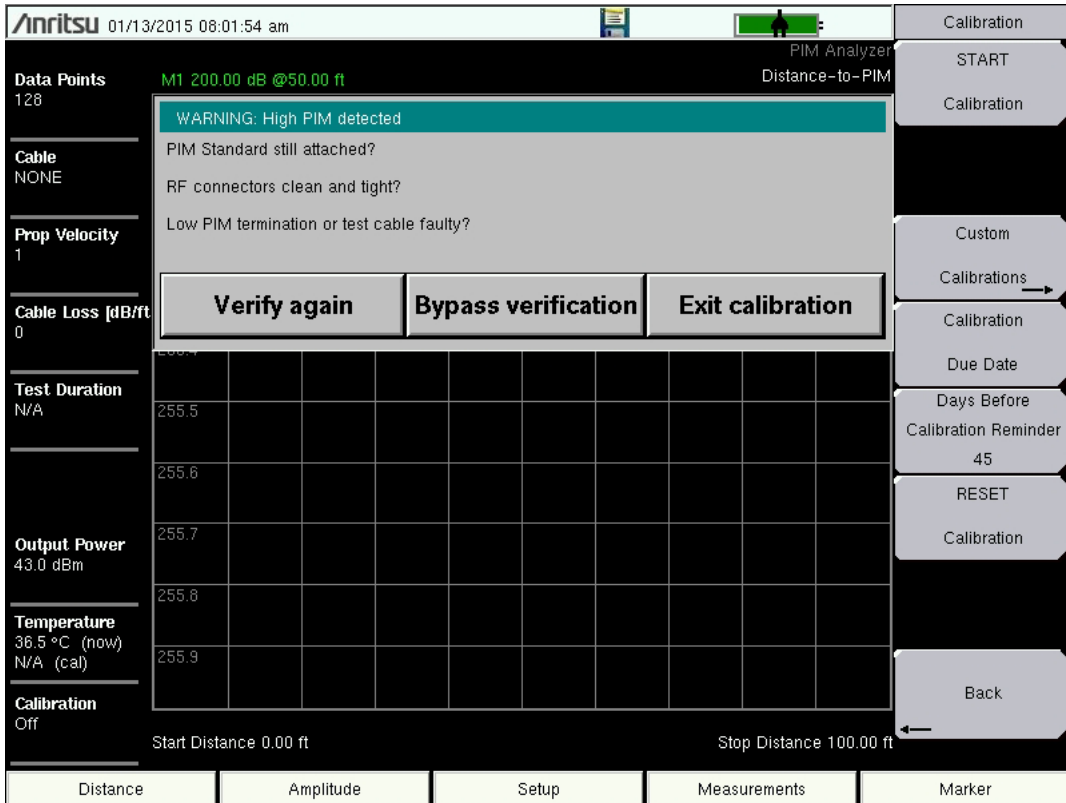 Anritsu 01/13/2015 08:01:54 am
PIM Analyzer
Distance-to-PIM
M1 200.00 dB @50.00 ft
Data Points
128
Cable
NONE
Prop Velocity
1
Cable Loss [dB/ft
0
Test Duration
N/A
Output Power
43.0 dBm
Temperature
36.5 °C (now)
N/A (cal)
Calibration
Off
WARNING: High PIM detected
PIM Standard still attached?
RF connectors clean and tight?
Low PIM termination or test cable faulty?
Verify again
Bypass verification
Exit calibration
255.5
255.6
255.7
255.8
255.9
Start Distance 0.00 ft
Stop Distance 100.00 ft
Calibration
START
Calibration
Custom
Calibrations
Calibration
Due Date
Days Before
Calibration Reminder
45
RESET
Calibration
Back
Distance
Amplitude
Setup
Measurements
Marker